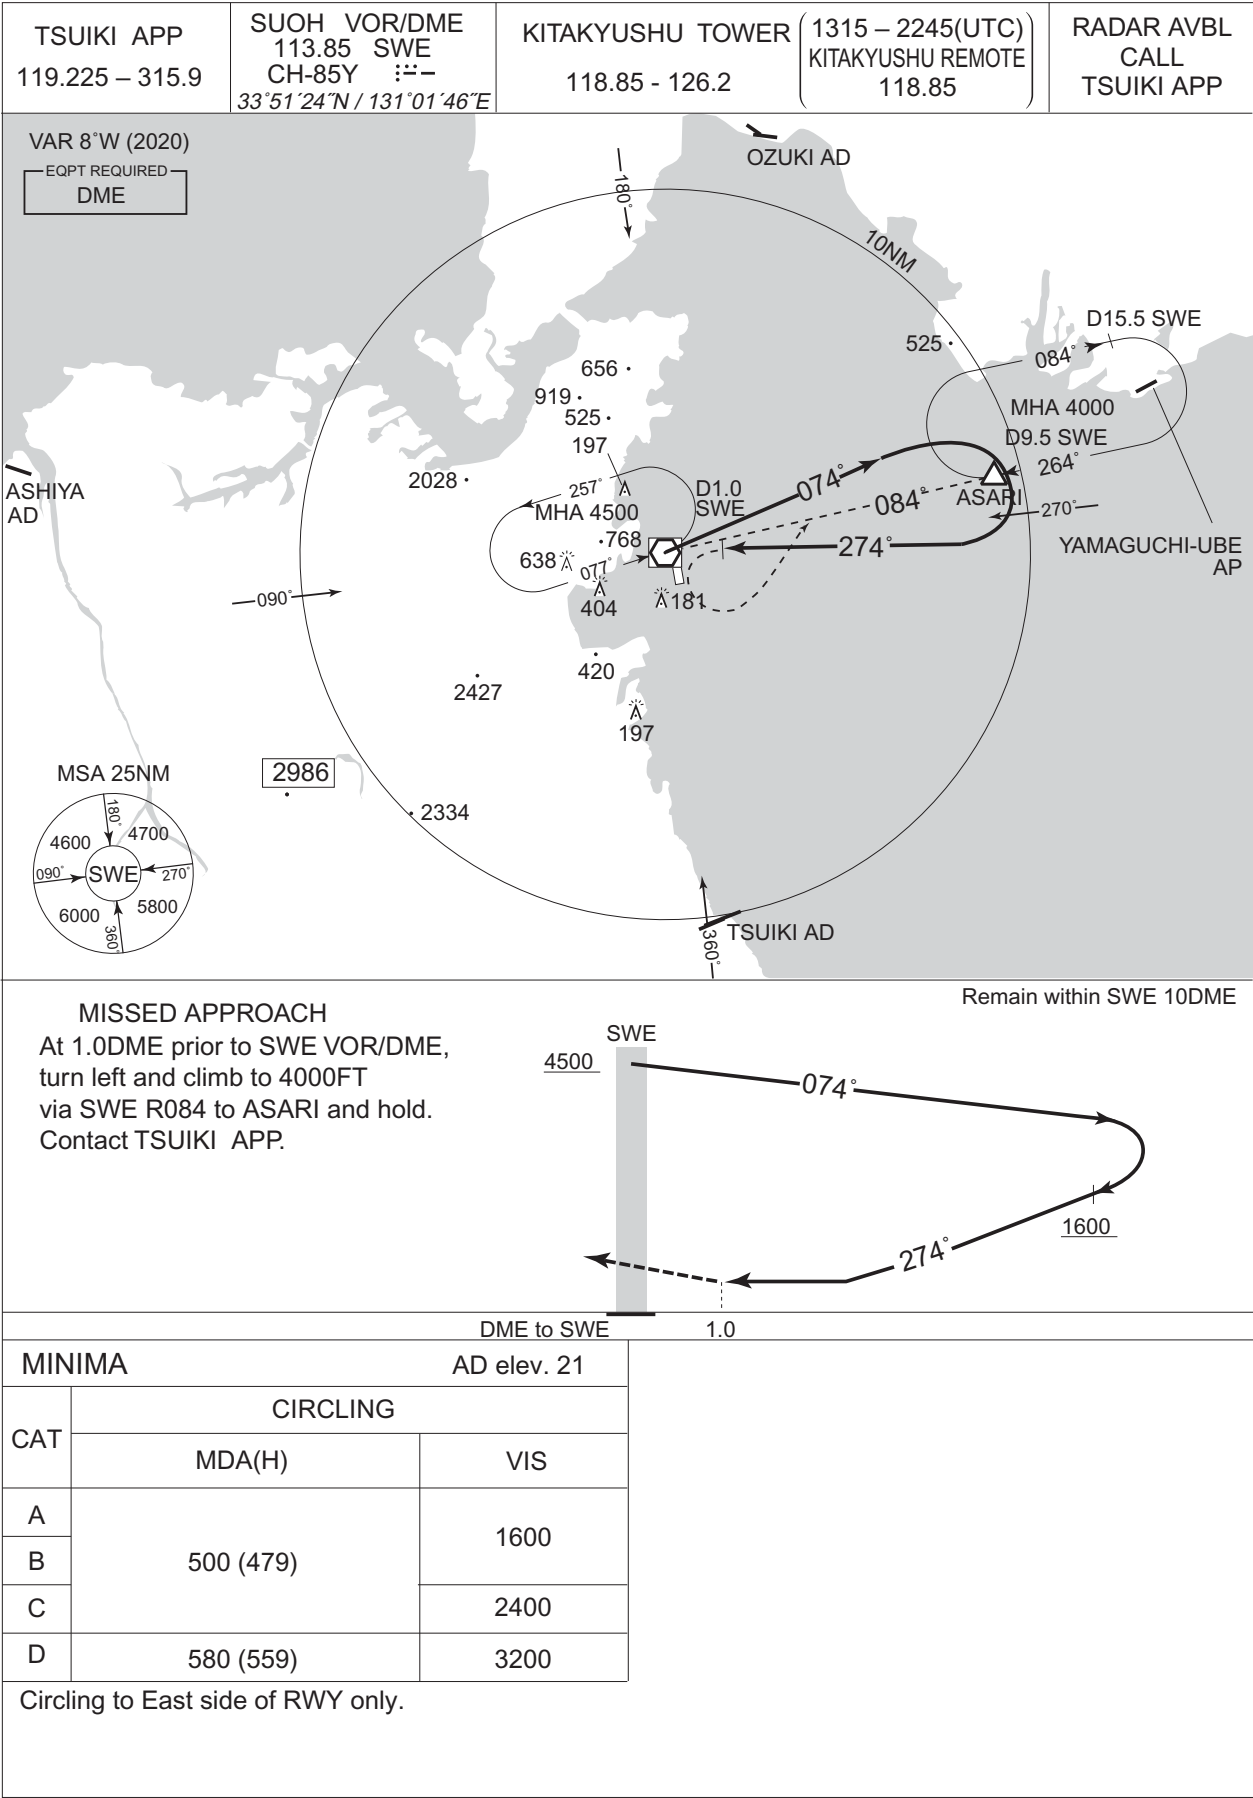 TSUIKI APP
119.225 – 315.9
SUOH VOR/DME
113.85 SWE
CH-85Y
33˚51´24˝N / 131˚01´46˝E
KITAKYUSHU TOWER
118.85 - 126.2
1315 – 2245(UTC)
KITAKYUSHU REMOTE
118.85
RADAR AVBL
CALL
TSUIKI APP
VAR 8˚W (2020)
EQPT REQUIRED
DME
OZUKI AD
180˚
10NM
D15.5 SWE
525
084˚
656
919
525
MHA 4000
197
D9.5 SWE
264˚
2028
ASHIYA
AD
257˚
MHA 4500
D1.0
SWE
074˚
084˚
ASARI
270˚
768
638
077˚
274˚
YAMAGUCHI-UBE
AP
090˚
404
181
420
2427
197
2986
2334
MSA 25NM
180˚
4600
4700
090˚
SWE
270˚
6000
5800
360˚
TSUIKI AD
360˚
MISSED APPROACH
At 1.0DME prior to SWE VOR/DME,
turn left and climb to 4000FT
via SWE R084 to ASARI and hold.
Contact TSUIKI APP.
Remain within SWE 10DME
SWE
4500
074˚
1600
274˚
DME to SWE 1.0
MINIMA AD elev. 21
CAT
CIRCLING
MDA(H) VIS
A
B
C
500 (479)
1600
2400
D 580 (559) 3200
Circling to East side of RWY only.